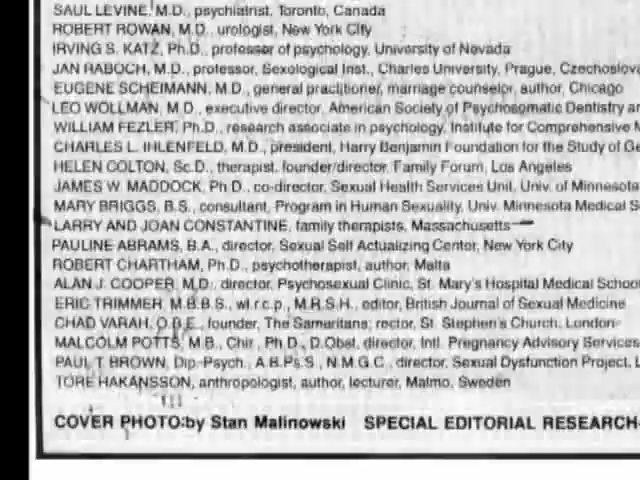 SAUL LEVINE, M.D., psychiatrist, Toronto, Canada
ROBERT ROWAN, M.D., urologist, New York City
IRVING S. KATZ, Ph.D., professor of psychology, University of Nevada
JAN RABOCH, M.D., professor, Sexological Inst., Charles University, Prague, Czechoslova
EUGENE SCHEIMANN, M.D., general practitioner, marriage counselor, author, Chicago
LEO WOLLMAN, M.D., executive director, American Society of Psychosomatic Dentistry ar
WILLIAM FEZLER, Ph.D., research associate in psychology, Institute for Comprehensive M
CHARLES L. IHLENFELD, M.D., president, Harry Benjamin Foundation for the Study of Ge
HELEN COLTON, Sc.D., therapist, founder/director, Family Forum, Los Angeles
JAMES W. MADDOCK, Ph.D., co-director, Sexual Health Services Unit, Univ. of Minnesota
MARY BRIGGS, B.S., consultant, Program in Human Sexuality, Univ. Minnesota Medical S
LARRY AND JOAN CONSTANTINE, family therapists, Massachusetts
PAULINE ABRAMS, B.A., director, Sexual Self Actualizing Center, New York City
ROBERT CHARTHAM, Ph.D., psychotherapist, author, Malta
ALAN J. COOPER, M.D., director, Psychosexual Clinic, St. Mary's Hospital Medical School
ERIC TRIMMER, M.B.B.S., wl.r.c.p., M.R.S.H., editor, British Journal of Sexual Medicine
CHAD VARAH, O.B.E., founder, The Samaritans; rector, St. Stephen's Church, London
MALCOLM POTTS, M.B., Chir., Ph.D., D.Obst, director, Intl. Pregnancy Advisory Services
PAUL T. BROWN, Dip. Psych., A.B.Ps.S., N.M.G.C., director, Sexual Dysfunction Project, L
TORE HAKANSSON, anthropologist, author, lecturer, Malmo, Sweden
COVER PHOTO: by Stan Malinowski SPECIAL EDITORIAL RESEARCH